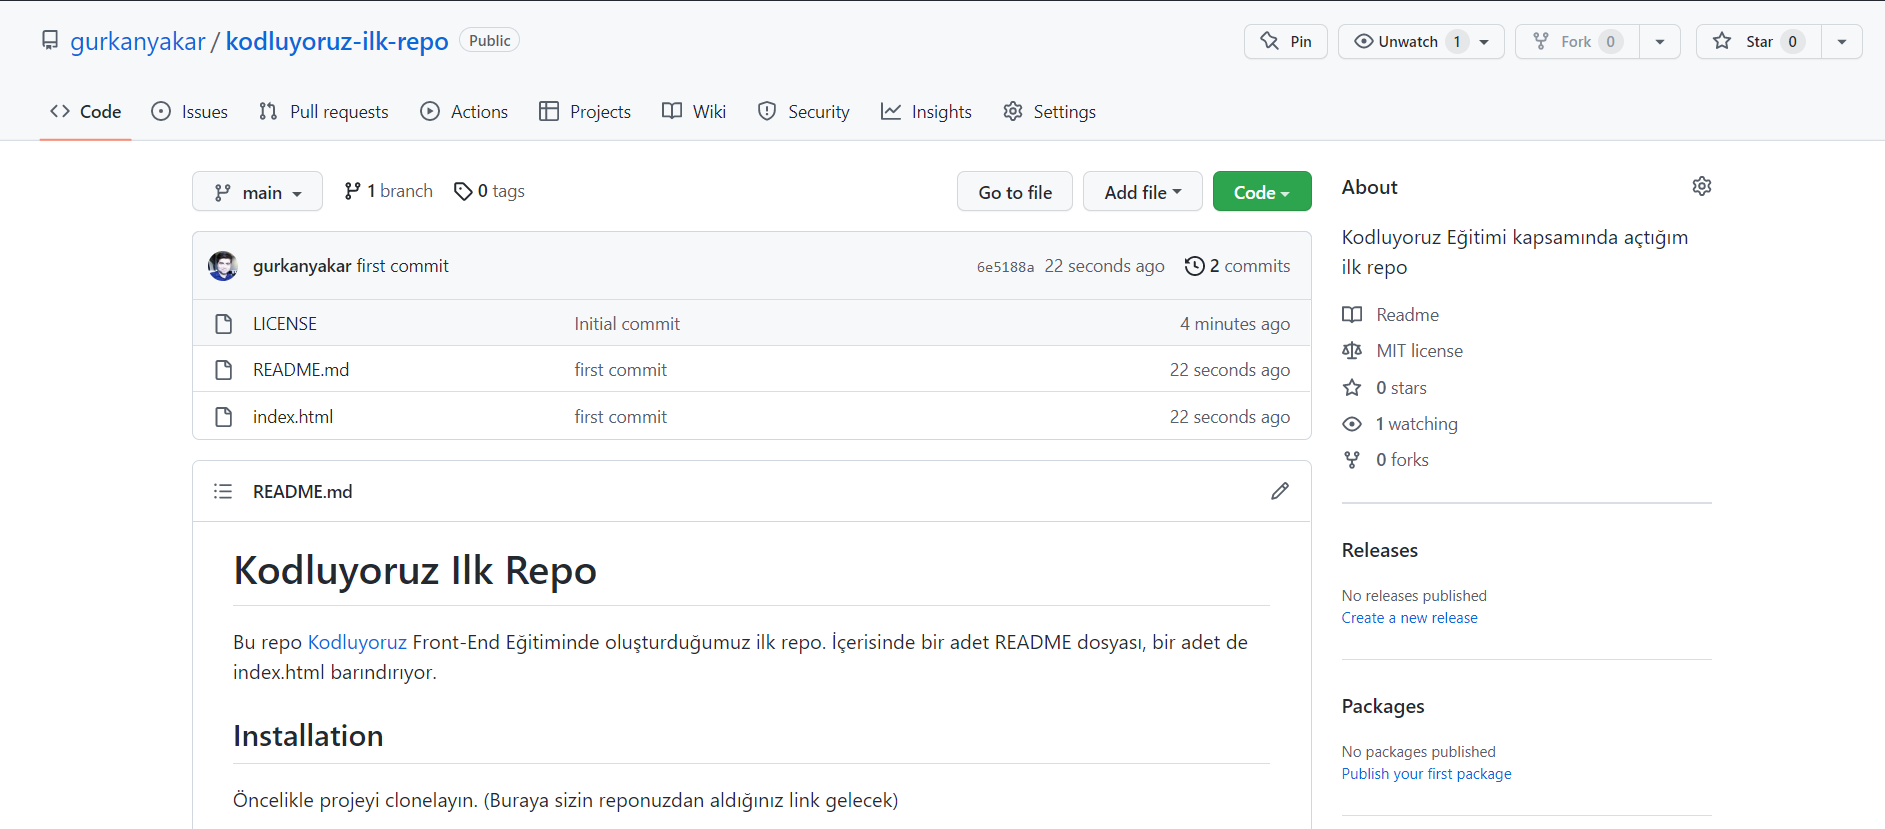 gurkanyakar / kodluyoruz-ilk-repo Public
Pin Unwatch 1 Fork 0 Star 0
Code Issues Pull requests Actions Projects Wiki Security Insights Settings
main 1 branch 0 tags Go to file Add file Code
gurkanyakar first commit 6e5188a 22 seconds ago 2 commits
LICENSE Initial commit 4 minutes ago
README.md first commit 22 seconds ago
index.html first commit 22 seconds ago
README.md
Kodluyoruz Ilk Repo
Bu repo Kodluyoruz Front-End Eğitiminde oluşturduğumuz ilk repo. İçerisinde bir adet README dosyası, bir adet de
index.html barındırıyor.
Installation
Öncelikle projeyi clonelayın. (Buraya sizin reponuzdan aldığınız link gelecek)
About
Kodluyoruz Eğitimi kapsamında açtığım
ilk repo
Readme
MIT license
0 stars
1 watching
0 forks
Releases
No releases published
Create a new release
Packages
No packages published
Publish your first package